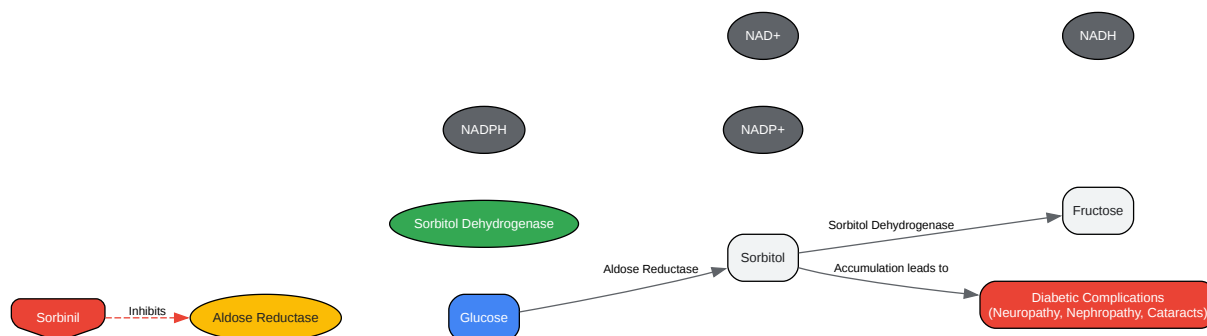 NAD+
NADH
NADPH
NADP+
Sorbitol Dehydrogenase
Sorbitol Dehydrogenase
Fructose
Aldose Reductase
Sorbitol
Accumulation leads to
Sorbinil
Inhibits
Aldose Reductase
Glucose
Diabetic Complications
(Neuropathy, Nephropathy, Cataracts)